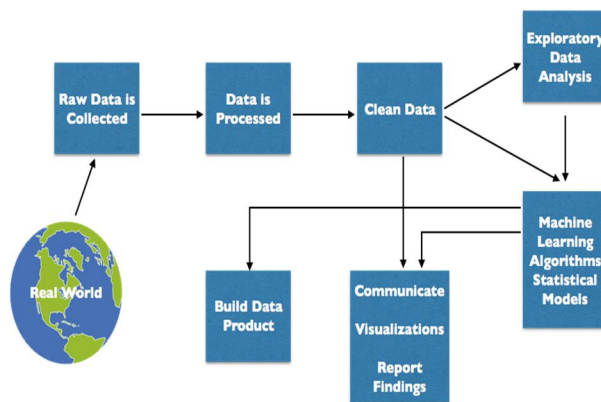 Exploratory
Data
Analysis
Raw Data is
Collected
Data is
Processed
Clean Data
Real World
Build Data
Product
Communicate
Visualizations
Report
Findings
Machine
Learning
Algorithms
Statistical
Models